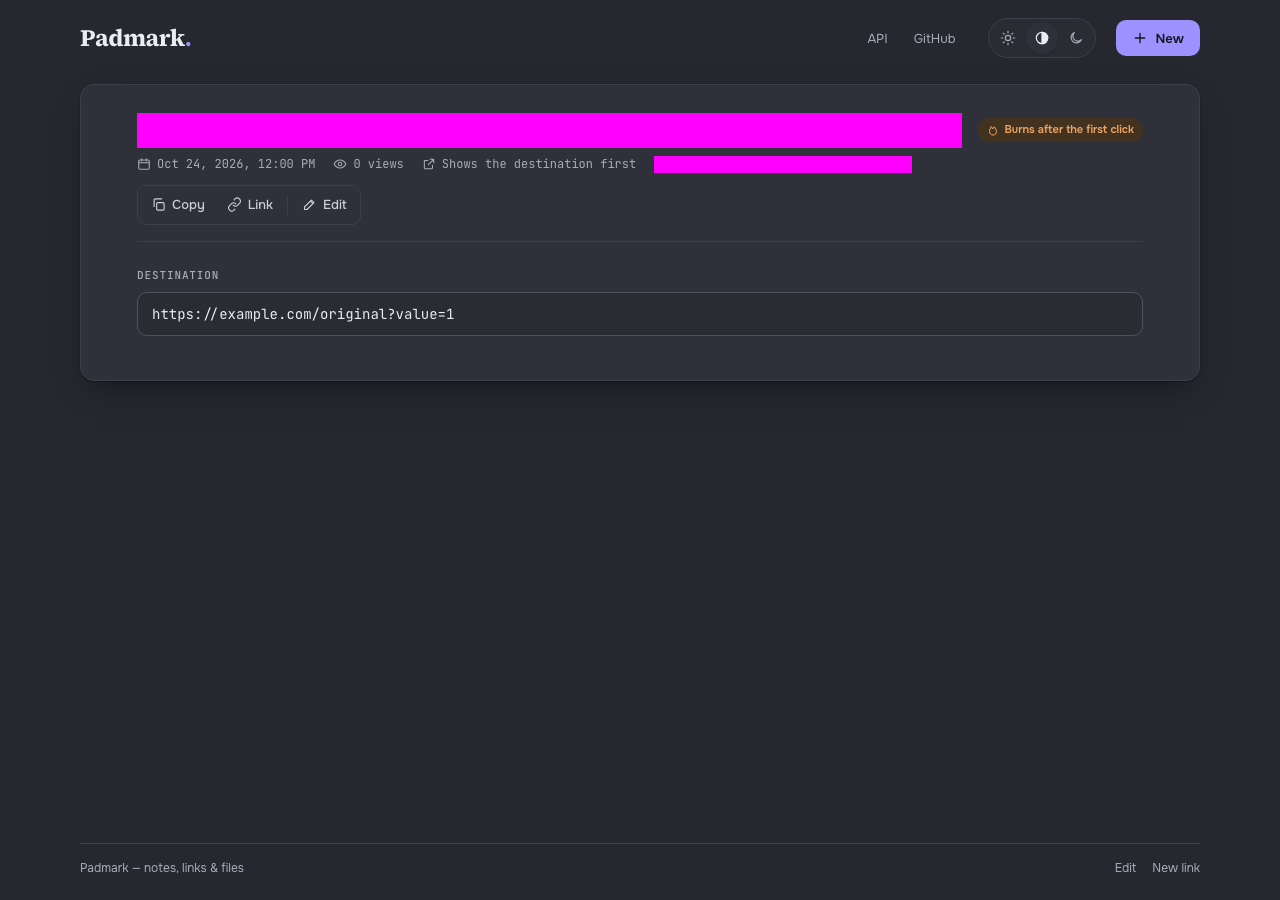 Padmark.
API
GitHub
New
Burns after the first click
Oct 24, 2026, 12:00 PM
0 views
Shows the destination first
Copy
Link
Edit
DESTINATION
https://example.com/original?value=1
Padmark — notes, links & files
Edit
New link